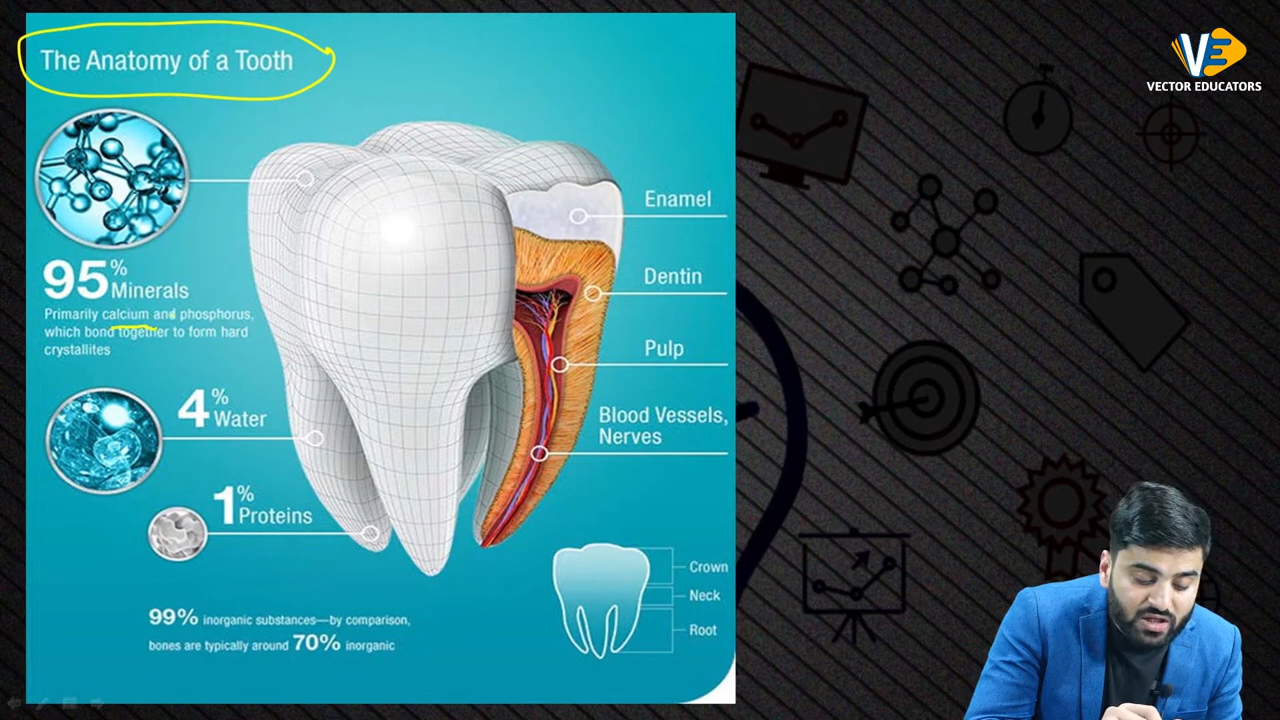 The Anatomy of a Tooth
VE
VECTOR EDUCATORS
95%
Minerals
Primarily calcium and phosphorus,
which bond together to form hard
crystallites
4%
Water
1%
Proteins
Enamel
Dentin
Pulp
Blood Vessels,
Nerves
Crown
Neck
Root
99% inorganic substances—by comparison,
bones are typically around 70% inorganic